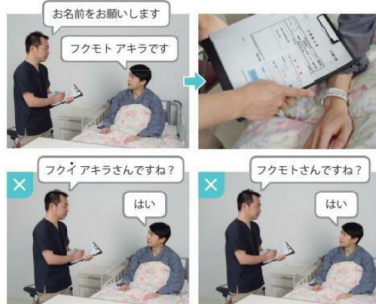 お名前をお願いします
フクモト アキラです
フクイ アキラさんですね？
はい
フクモトさんですね？
はい